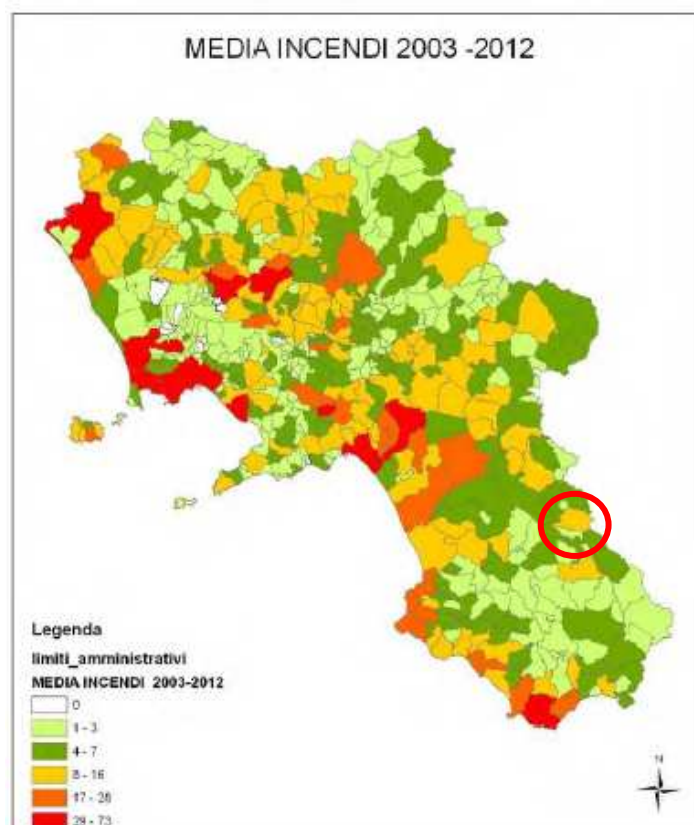 MEDIA INCENDI 2003 -2012
N
Legenda
limiti_amministrativi
MEDIA INCENDI 2003-2012
0
1 - 3
4 - 7
8 - 16
17 - 28
29 - 73